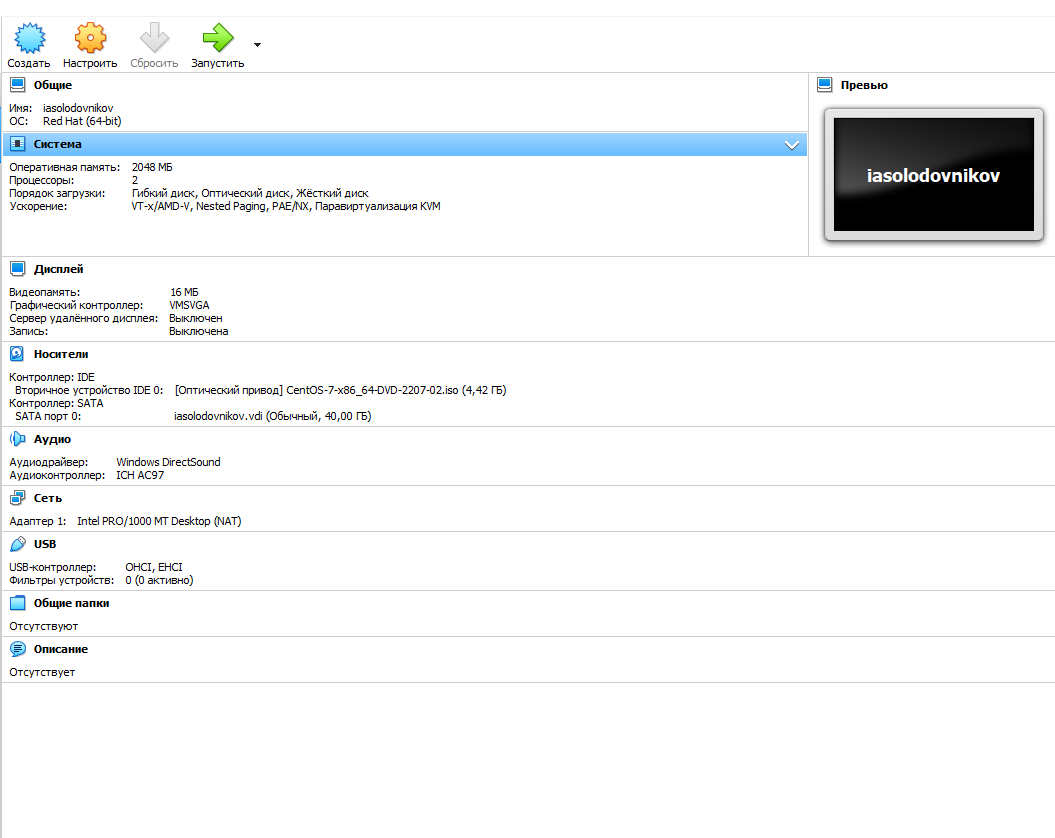 Создать Настроить Сбросить Запустить
Общие
Имя: iasolodovnikov
ОС: Red Hat (64-bit)
Превью
iasolodovnikov
Система
Оперативная память: 2048 МБ
Процессоры: 2
Порядок загрузки: Гибкий диск, Оптический диск, Жёсткий диск
Ускорение: VT-x/AMD-V, Nested Paging, PAE/NX, Паравиртуализация KVM
Дисплей
Видеопамять: 16 МБ
Графический контроллер: VMSVGA
Сервер удалённого дисплея: Выключен
Запись: Выключена
Носители
Контроллер: IDE
Вторичное устройство IDE 0: [Оптический привод] CentOS-7-x86_64-DVD-2207-02.iso (4,42 ГБ)
Контроллер: SATA
SATA порт 0: iasolodovnikov.vdi (Обычный, 40,00 ГБ)
Аудио
Аудиодрайвер: Windows DirectSound
Аудиоконтроллер: ICH AC97
Сеть
Адаптер 1: Intel PRO/1000 MT Desktop (NAT)
USB
USB-контроллер: OHCI, EHCI
Фильтры устройств: 0 (0 активно)
Общие папки
Отсутствуют
Описание
Отсутствует